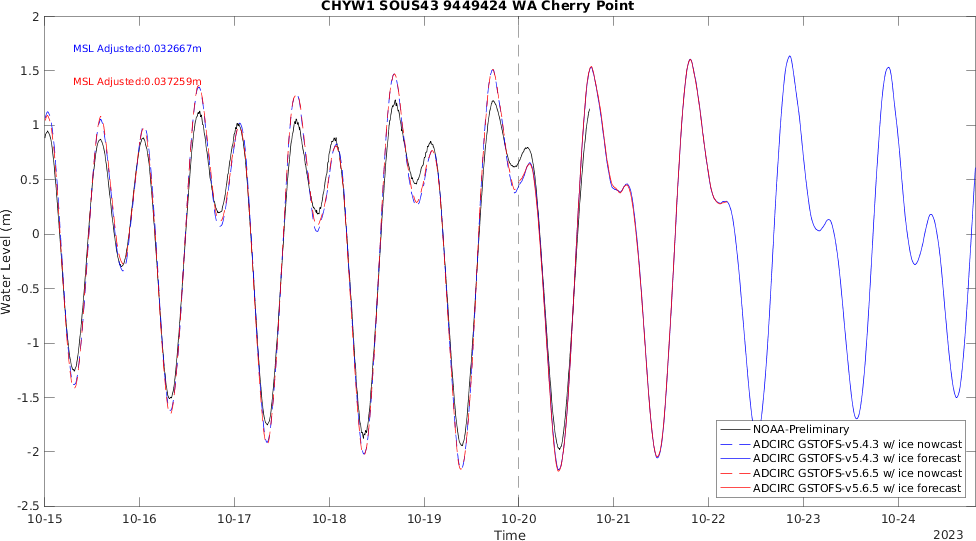 CHYW1 SOUS43 9449424 WA Cherry Point
2
1.5
1
0.5
0
-0.5
-1
-1.5
-2
-2.5
Water Level (m)
MSL Adjusted:0.032667m
MSL Adjusted:0.037259m
NOAA-Preliminary
ADCIRC GSTOFS-v5.4.3 w/ ice nowcast
ADCIRC GSTOFS-v5.4.3 w/ ice forecast
ADCIRC GSTOFS-v5.6.5 w/ ice nowcast
ADCIRC GSTOFS-v5.6.5 w/ ice forecast
10-15 10-16 10-17 10-18 10-19 10-20 10-21 10-22 10-23 10-24
Time
2023